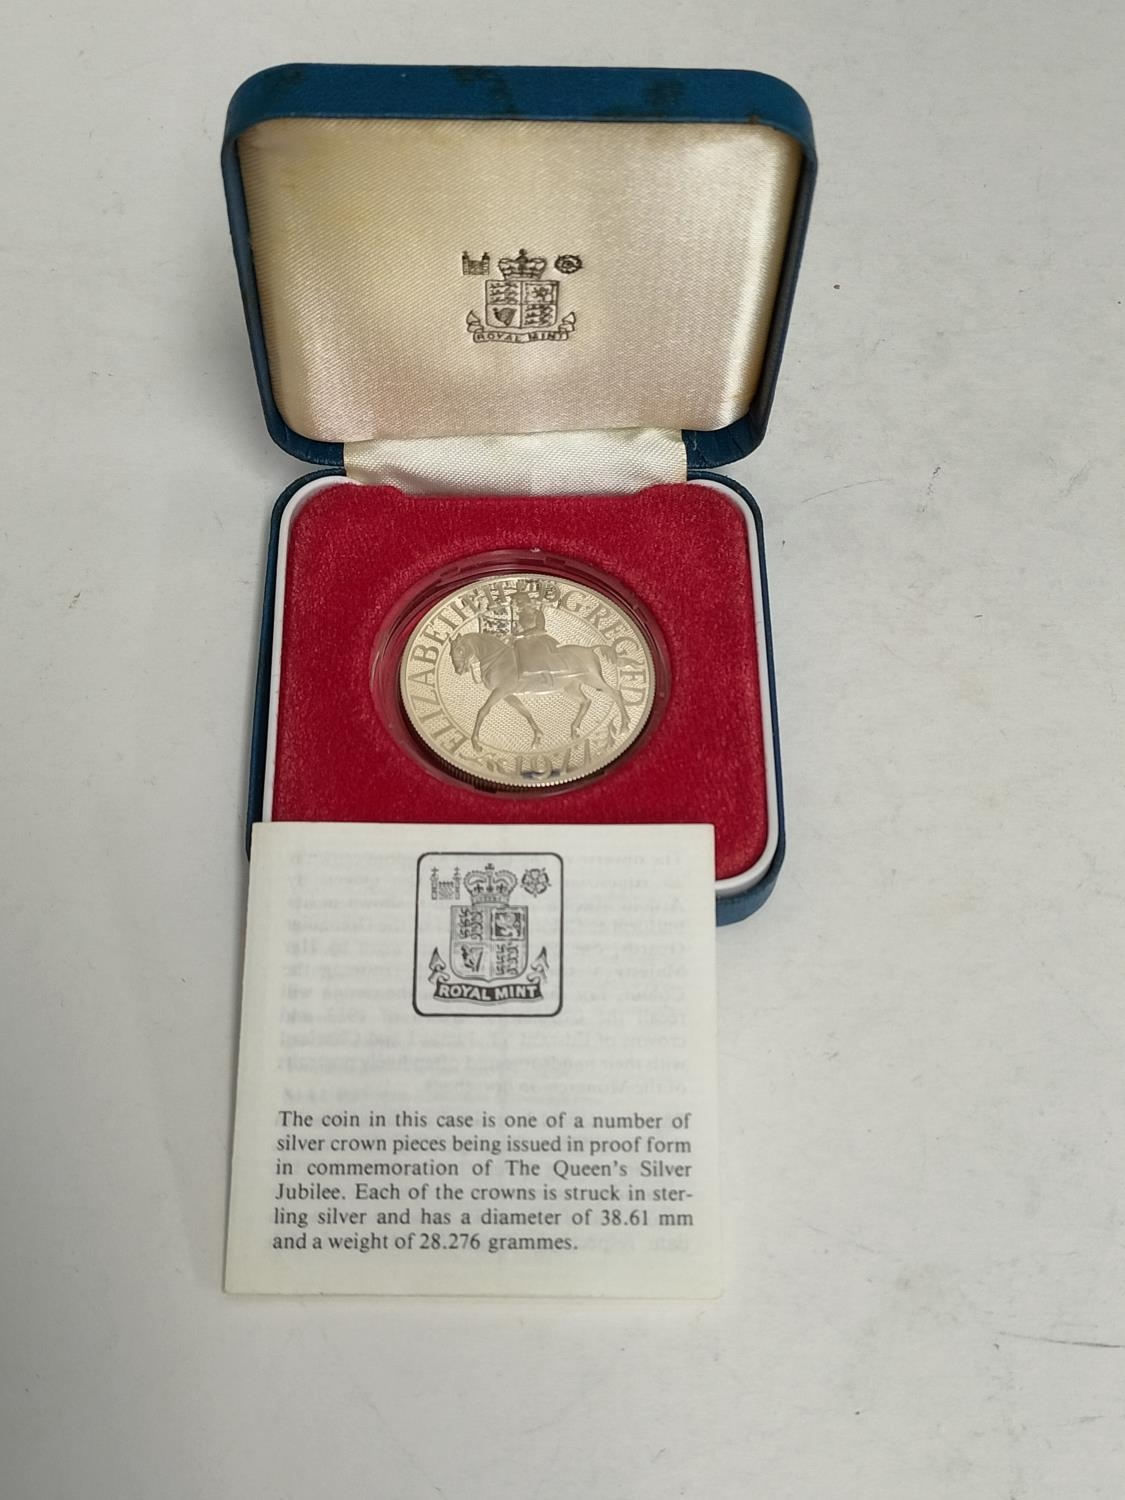 ROYAL MINT
ELIZABETH II DG REG FD
1977
ROYAL MINT
The coin in this case is one of a number of
silver crown pieces being issued in proof form
in commemoration of The Queen's Silver
Jubilee. Each of the crowns is struck in ster-
ling silver and has a diameter of 38.61 mm
and a weight of 28.276 grammes.